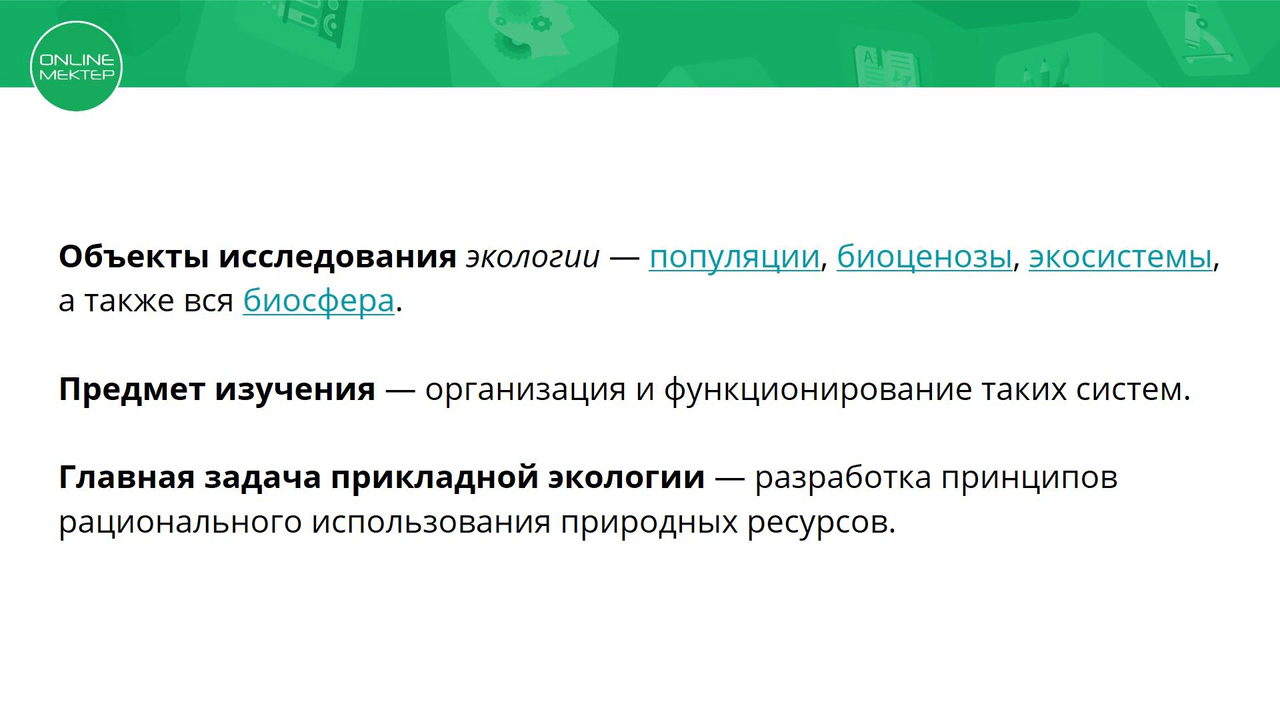 ONLINE
МЕКТЕР
Объекты исследования экологии — популяции, биоценозы, экосистемы,
а также вся биосфера.
Предмет изучения — организация и функционирование таких систем.
Главная задача прикладной экологии — разработка принципов
рационального использования природных ресурсов.